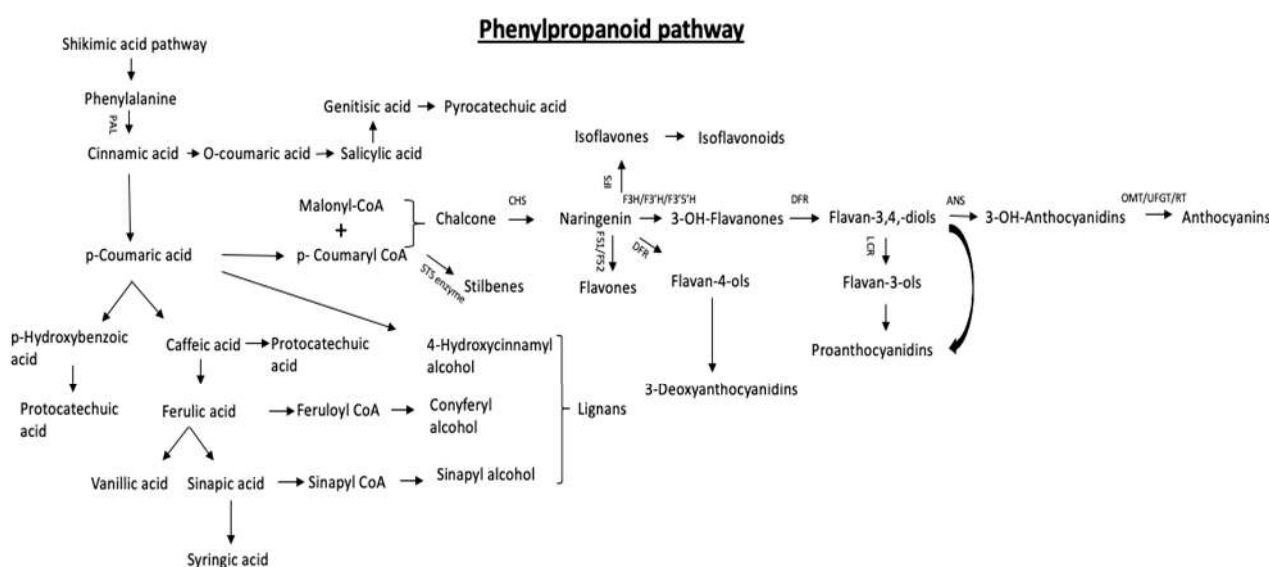 Phenylpropanoid pathway
Shikimic acid pathway
Phenylalanine
PAL
Genitisic acid
Pyrocatechuic acid
Cinnamic acid
O-coumaric acid
Salicylic acid
Isoflavones
Isoflavonoids
IFS
Malonyl-CoA
+
p- Coumaryl CoA
Chalcone
CHS
Naringenin
F3H/F3'H/F3'5'H
3-OH-Flavanones
DFR
Flavan-3,4,-diols
ANS
3-OH-Anthocyanidins
OMT/UFGT/RT
Anthocyanins
p-Coumaric acid
STS enzyme
Stilbenes
FS1/FS2
Flavones
DFR
Flavan-4-ols
LCR
Flavan-3-ols
p-Hydroxybenzoic
acid
Caffeic acid
Protocatechuic
acid
4-Hydroxycinnamyl
alcohol
Proanthocyanidins
3-Deoxyanthocyanidins
Protocatechuic
acid
Ferulic acid
Feruloyl CoA
Conyferyl
alcohol
Lignans
Vanillic acid
Sinapic acid
Sinapyl CoA
Sinapyl alcohol
Syringic acid